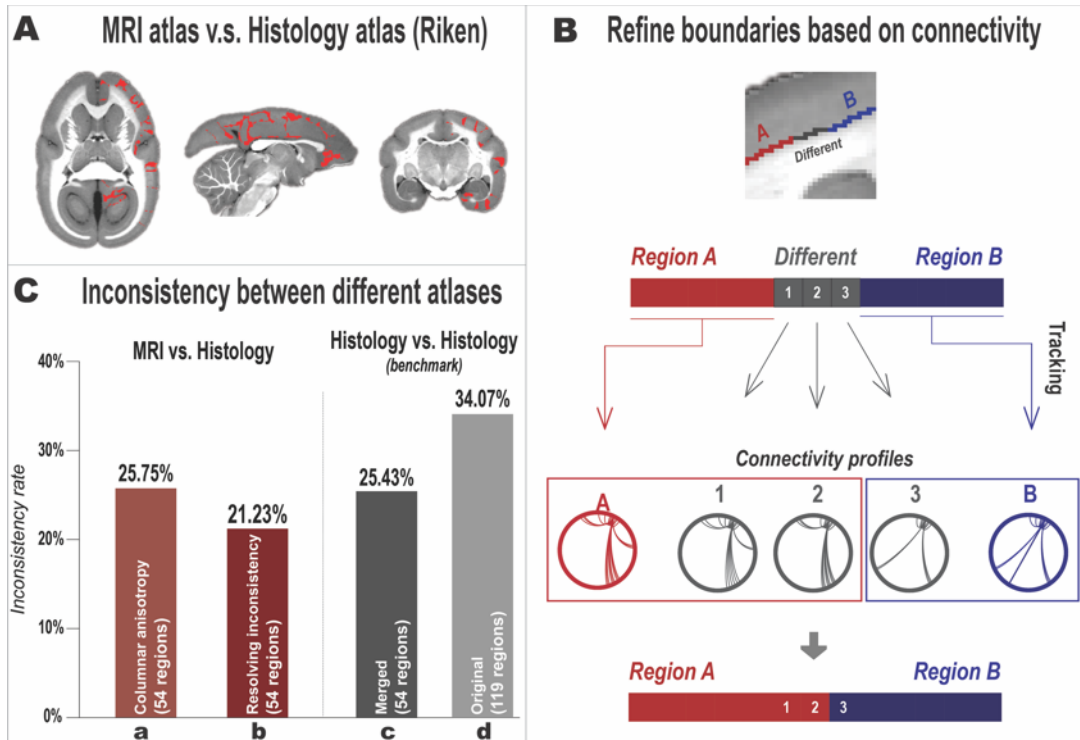 A
MRI atlas v.s. Histology atlas (Riken)
B
Refine boundaries based on connectivity
A
Different
B
Region A
Different
Region B
1 2 3
Tracking
Connectivity profiles
A
1
2
3
B
Region A
Region B
1 2 3
C
Inconsistency between different atlases
MRI vs. Histology
Histology vs. Histology
(benchmark)
Inconsistency rate
40%
30%
20%
10%
0%
25.75%
21.23%
25.43%
34.07%
Columnar anisotropy
(54 regions)
Resolving inconsistency
(54 regions)
Merged
(54 regions)
Original
(119 regions)
a
b
c
d